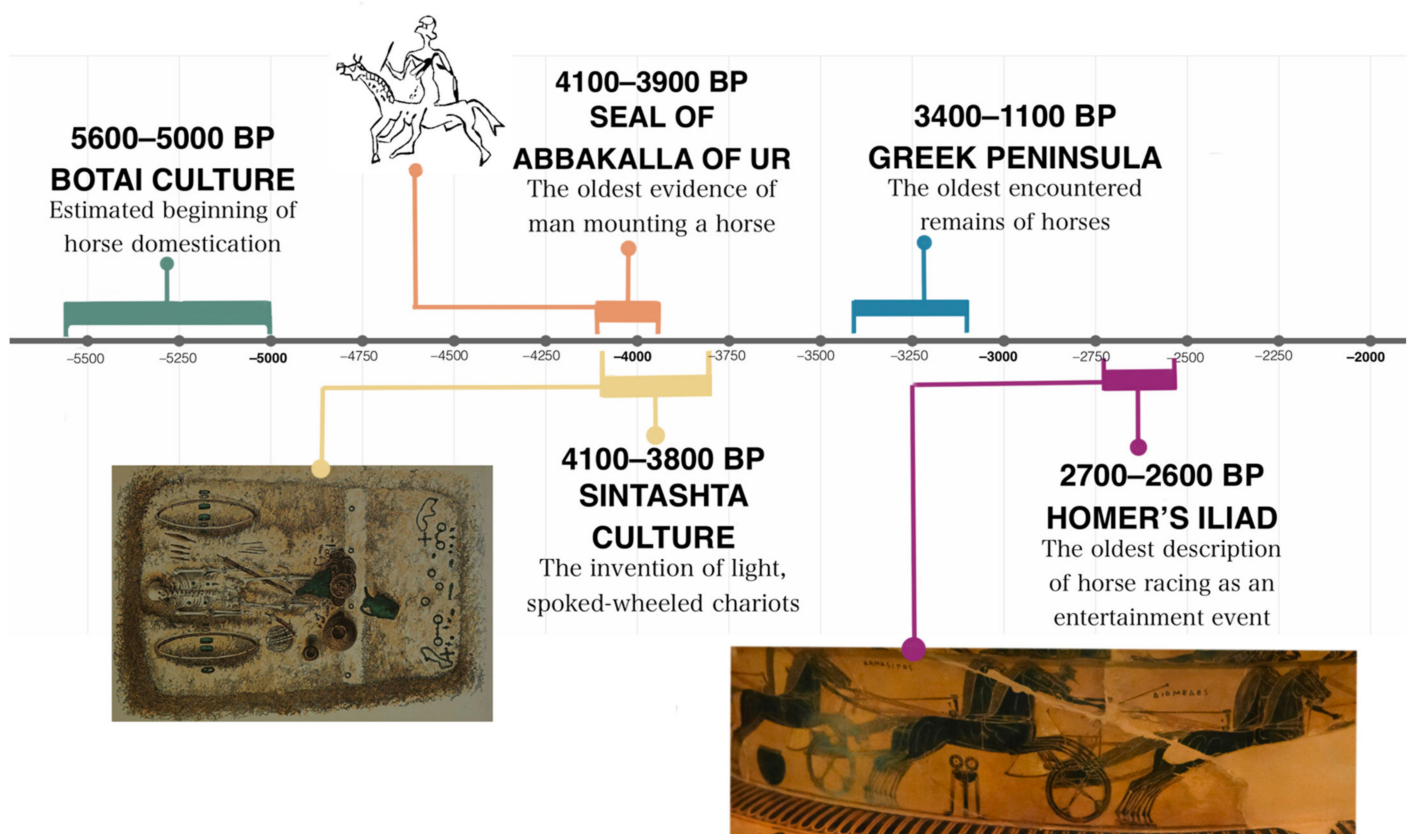 5600–5000 BP
BOTAI CULTURE
Estimated beginning of
horse domestication
4100–3900 BP
SEAL OF
ABBAKALLA OF UR
The oldest evidence of
man mounting a horse
3400–1100 BP
GREEK PENINSULA
The oldest encountered
remains of horses
–5500 –5250 –5000 –4750 –4500 –4250 –4000 –3750 –3500 –3250 –3000 –2750 –2500 –2250 –2000
4100–3800 BP
SINTASHTA
CULTURE
The invention of light,
spoked-wheeled chariots
2700–2600 BP
HOMER’S ILIAD
The oldest description
of horse racing as an
entertainment event